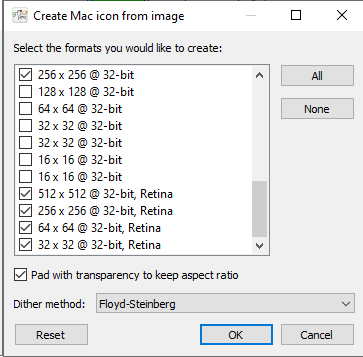 Create Mac icon from image
Select the formats you would like to create:
256 x 256 @ 32-bit
128 x 128 @ 32-bit
64 x 64 @ 32-bit
32 x 32 @ 32-bit
32 x 32 @ 32-bit
16 x 16 @ 32-bit
16 x 16 @ 32-bit
512 x 512 @ 32-bit, Retina
256 x 256 @ 32-bit, Retina
64 x 64 @ 32-bit, Retina
32 x 32 @ 32-bit, Retina
All
None
Pad with transparency to keep aspect ratio
Dither method: Floyd-Steinberg
Reset OK Cancel